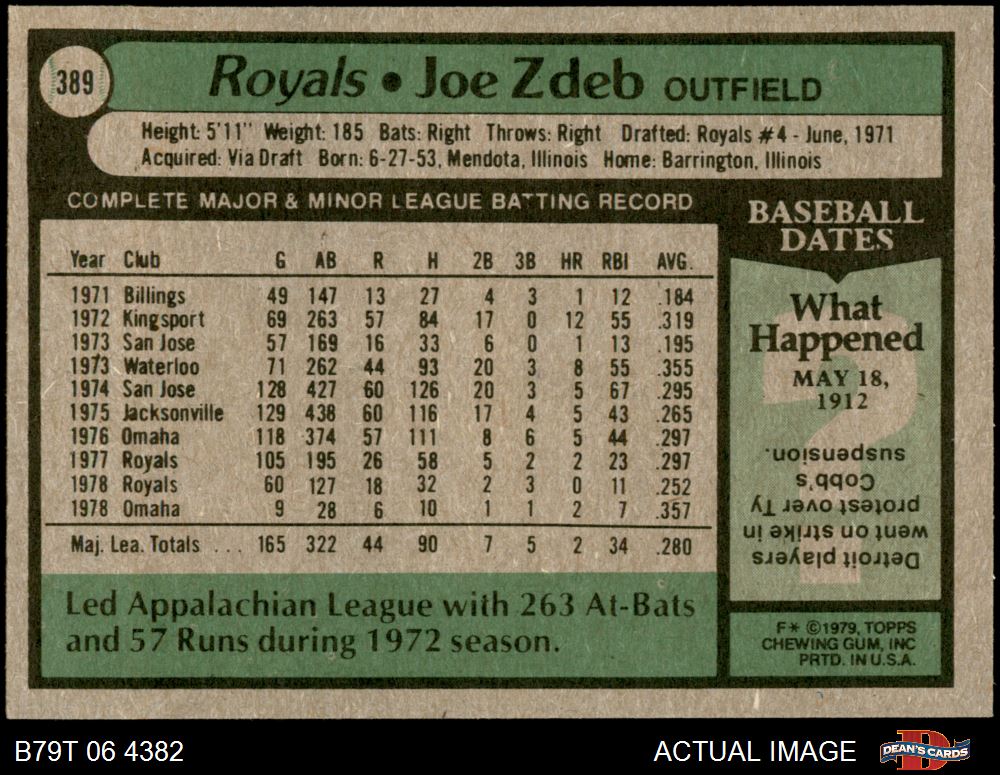 389
Royals • Joe Zdeb OUTFIELD
Height: 5'11" Weight: 185 Bats: Right Throws: Right Drafted: Royals #4 - June, 1971
Acquired: Via Draft Born: 6-27-53, Mendota, Illinois Home: Barrington, Illinois
COMPLETE MAJOR & MINOR LEAGUE BATTING RECORD
Year Club G AB R H 2B 3B HR RBI AVG.
1971 Billings 49 147 13 27 4 3 1 12 .184
1972 Kingsport 69 263 57 84 17 0 12 55 .319
1973 San Jose 57 169 16 33 6 0 1 13 .195
1973 Waterloo 71 262 44 93 20 3 8 55 .355
1974 San Jose 128 427 60 126 20 3 5 67 .295
1975 Jacksonville 129 438 60 116 17 4 5 43 .265
1976 Omaha 118 374 57 111 8 6 5 44 .297
1977 Royals 105 195 26 58 5 2 2 23 .297
1978 Royals 60 127 18 32 2 3 0 11 .252
1978 Omaha 9 28 6 10 1 1 2 7 .357
Maj. Lea. Totals ... 165 322 44 90 7 5 2 34 .280
Led Appalachian League with 263 At-Bats
and 57 Runs during 1972 season.
BASEBALL
DATES
What
Happened
MAY 18,
1912
Detroit players
went on strike in
protest over Ty
Cobb's
suspension.
F* ©1979, TOPPS
CHEWING GUM, INC
PRTD. IN U.S.A.
B79T 06 4382
ACTUAL IMAGE
DEAN'S CARDS